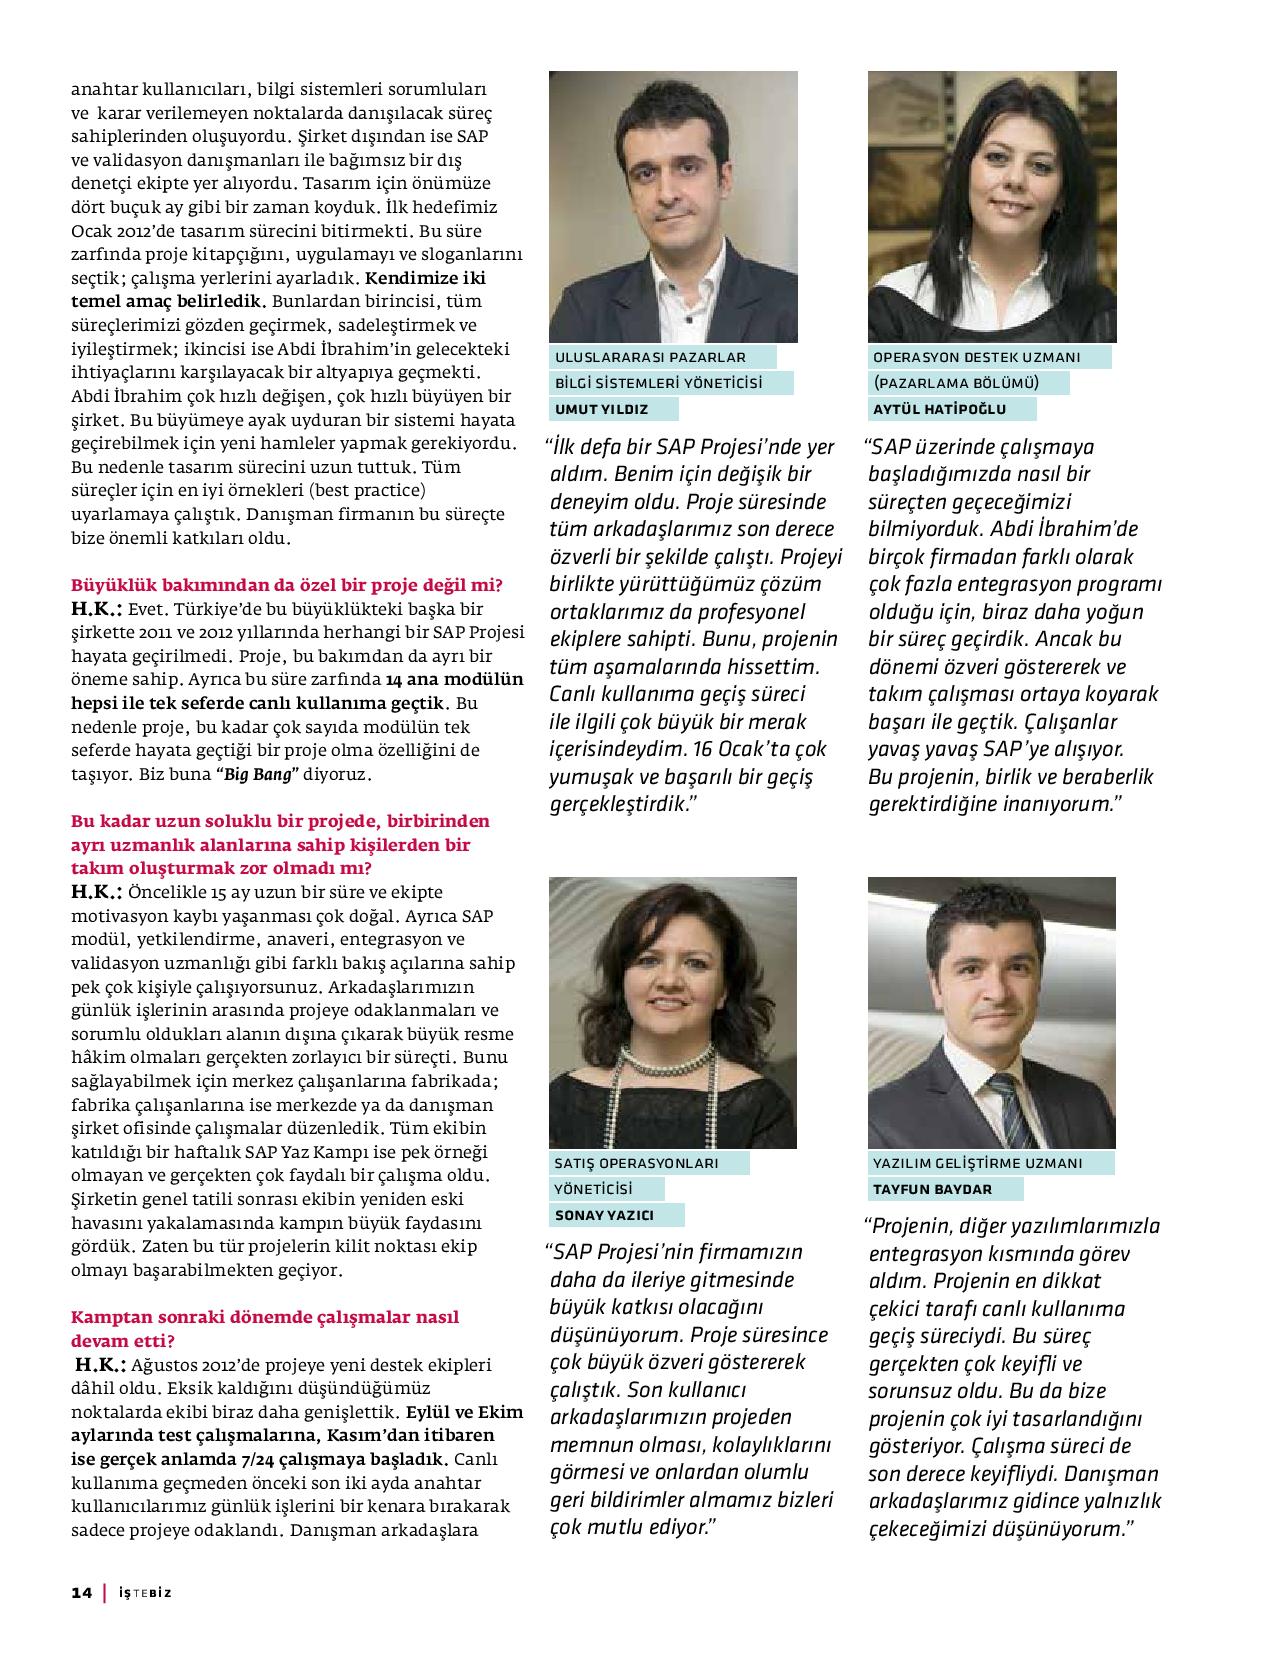 anahtar kullanıcıları, bilgi sistemleri sorumluları
ve  karar verilemeyen noktalarda danışılacak süreç
sahiplerinden oluşuyordu. Şirket dışından ise SAP
ve validasyon danışmanları ile bağımsız bir dış
denetçi ekipte yer alıyordu. Tasarım için önümüze
dört buçuk ay gibi bir zaman koyduk. İlk hedefimiz
Ocak 2012’de tasarım sürecini bitirmekti. Bu süre
zarfında proje kitapçığını, uygulamayı ve sloganlarını
seçtik; çalışma yerlerini ayarladık. Kendimize iki
temel amaç belirledik. Bunlardan birincisi, tüm
süreçlerimizi gözden geçirmek, sadeleştirmek ve
iyileştirmek; ikincisi ise Abdi İbrahim’in gelecekteki
ihtiyaçlarını karşılayacak bir altyapıya geçmekti.
Abdi İbrahim çok hızlı değişen, çok hızlı büyüyen bir
şirket. Bu büyümeye ayak uyduran bir sistemi hayata
geçirebilmek için yeni hamleler yapmak gerekiyordu.
Bu nedenle tasarım sürecini uzun tuttuk. Tüm
süreçler için en iyi örnekleri (best practice)
uyarlamaya çalıştık. Danışman firmanın bu süreçte
bize önemli katkıları oldu.
Büyüklük bakımından da özel bir proje değil mi?
H.K.: Evet. Türkiye’de bu büyüklükteki başka bir
şirkette 2011 ve 2012 yıllarında herhangi bir SAP Projesi
hayata geçirilmedi. Proje, bu bakımdan da ayrı bir
öneme sahip. Ayrıca bu süre zarfında 14 ana modülün
hepsi ile tek seferde canlı kullanıma geçtik. Bu
nedenle proje, bu kadar çok sayıda modülün tek
seferde hayata geçtiği bir proje olma özelliğini de
taşıyor. Biz buna “Big Bang” diyoruz.
Bu kadar uzun soluklu bir projede, birbirinden
ayrı uzmanlık alanlarına sahip kişilerden bir
takım oluşturmak zor olmadı mı?
H.K.: Öncelikle 15 ay uzun bir süre ve ekipte
motivasyon kaybı yaşanması çok doğal. Ayrıca SAP
modül, yetkilendirme, anaveri, entegrasyon ve
validasyon uzmanlığı gibi farklı bakış açılarına sahip
pek çok kişiyle çalışıyorsunuz. Arkadaşlarımızın
günlük işlerinin arasında projeye odaklanmaları ve
sorumlu oldukları alanın dışına çıkarak büyük resme
hâkim olmaları gerçekten zorlayıcı bir süreçti. Bunu
sağlayabilmek için merkez çalışanlarına fabrikada;
fabrika çalışanlarına ise merkezde ya da danışman
şirket ofisinde çalışmalar düzenledik. Tüm ekibin
katıldığı bir haftalık SAP Yaz Kampı ise pek örneği
olmayan ve gerçekten çok faydalı bir çalışma oldu.
Şirketin genel tatili sonrası ekibin yeniden eski
havasını yakalamasında kampın büyük faydasını
gördük. Zaten bu tür projelerin kilit noktası ekip
olmayı başarabilmekten geçiyor.
Kamptan sonraki dönemde çalışmalar nasıl
devam etti?
H.K.: Ağustos 2012’de projeye yeni destek ekipleri
dâhil oldu. Eksik kaldığını düşündüğümüz
noktalarda ekibi biraz daha genişlettik. Eylül ve Ekim
aylarında test çalışmalarına, Kasım’dan itibaren
ise gerçek anlamda 7/24 çalışmaya başladık. Canlı
kullanıma geçmeden önceki son iki ayda anahtar
kullanıcılarımız günlük işlerini bir kenara bırakarak
sadece projeye odaklandı. Danışman arkadaşlara
ULUSLARARASI PAZARLAR
BİLGİ SİSTEMLERİ YÖNETİCİSİ
UMUT YILDIZ
“İlk defa bir SAP Projesi’nde yer
aldım. Benim için değişik bir
deneyim oldu. Proje süresinde
tüm arkadaşlarımız son derece
özverli bir şekilde çalıştı. Projeyi
birlikte yürüttüğümüz çözüm
ortaklarımız da profesyonel
ekiplere sahipti. Bunu, projenin
tüm aşamalarında hissettim.
Canlı kullanıma geçiş süreci
ile ilgili çok büyük bir merak
içerisindeydim. 16 Ocak’ta çok
yumuşak ve başarılı bir geçiş
gerçekleştirdik.”
OPERASYON DESTEK UZMANI
(PAZARLAMA BÖLÜMÜ)
AYTÜL HATİPOĞLU
“SAP üzerinde çalışmaya
başladığımızda nasıl bir
süreçten geçeceğimizi
bilmiyorduk. Abdi İbrahim’de
birçok firmadan farklı olarak
çok fazla entegrasyon programı
olduğu için, biraz daha yoğun
bir süreç geçirdik. Ancak bu
dönemi özveri göstererek ve
takım çalışması ortaya koyarak
başarı ile geçtik. Çalışanlar
yavaş yavaş SAP’ye alışıyor.
Bu projenin, birlik ve beraberlik
gerektirdiğine inanıyorum.”
SATIŞ OPERASYONLARI
YÖNETİCİSİ
SONAY YAZICI
“SAP Projesi’nin firmamızın
daha da ileriye gitmesinde
büyük katkısı olacağını
düşünüyorum. Proje süresince
çok büyük özveri göstererek
çalıştık. Son kullanıcı
arkadaşlarımızın projeden
memnun olması, kolaylıklarını
görmesi ve onlardan olumlu
geri bildirimler almamız bizleri
çok mutlu ediyor.”
YAZILIM GELİŞTİRME UZMANI
TAYFUN BAYDAR
“Projenin, diğer yazılımlarımızla
entegrasyon kısmında görev
aldım. Projenin en dikkat
çekici tarafı canlı kullanıma
geçiş süreciydi. Bu süreç
gerçekten çok keyifli ve
sorunsuz oldu. Bu da bize
projenin çok iyi tasarlandığını
gösteriyor. Çalışma süreci de
son derece keyifliydi. Danışman
arkadaşlarımız gidince yalnızlık
çekeceğimizi düşünüyorum.”
14 | İŞTEBİZ